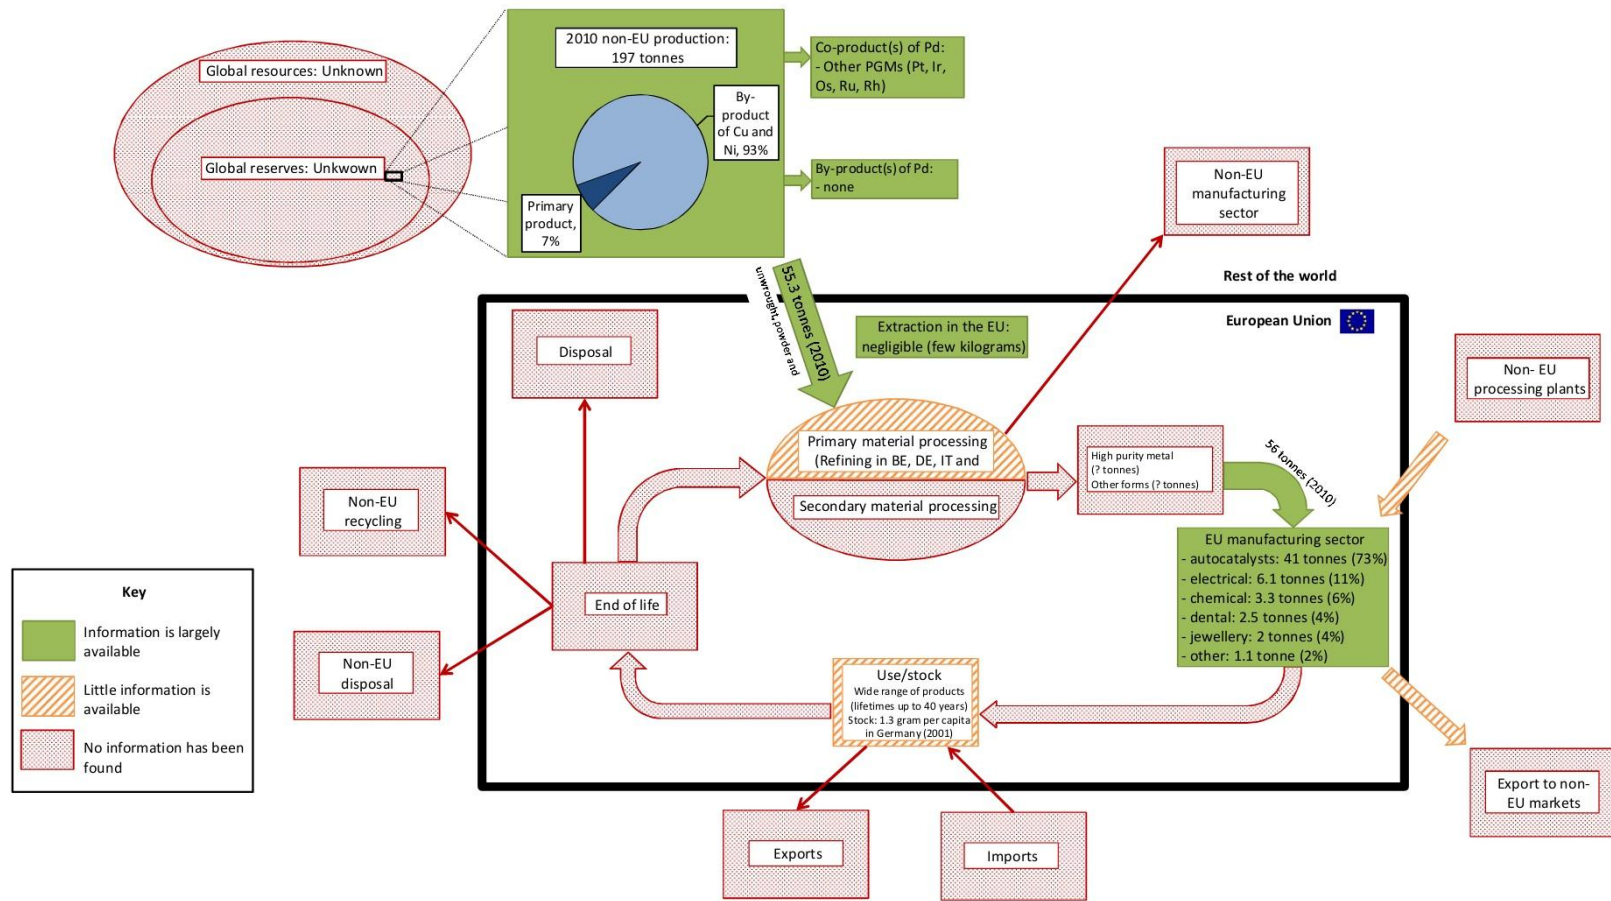 2010 non-EU production:
197 tonnes
Co-product(s) of Pd:
- Other PGMs (Pt, Ir,
Os, Ru, Rh)
Global resources: Unknown
By-
product
of Cu and
Ni, 93%
Global reserves: Unkwown
By-product(s) of Pd:
- none
Primary
product,
7%
Non-EU
manufacturing
sector
Rest of the world
European Union
55.3 tonnes (2010)
unwrought, powder and
Extraction in the EU:
negligible (few kilograms)
Disposal
Non- EU
processing plants
Primary material processing
(Refining in BE, DE, IT and
Secondary material processing
High purity metal
(? tonnes)
Other forms (? tonnes)
56 tonnes (2010)
Non-EU
recycling
EU manufacturing sector
- autocatalysts: 41 tonnes (73%)
- electrical: 6.1 tonnes (11%)
- chemical: 3.3 tonnes (6%)
- dental: 2.5 tonnes (4%)
- jewellery: 2 tonnes (4%)
- other: 1.1 tonne (2%)
End of life
Key
Information is largely
available
Little information is
available
No information has been
found
Non-EU
disposal
Use/stock
Wide range of products
(lifetimes up to 40 years)
Stock: 1.3 gram per capita
in Germany (2001)
Export to non-
EU markets
Exports
Imports